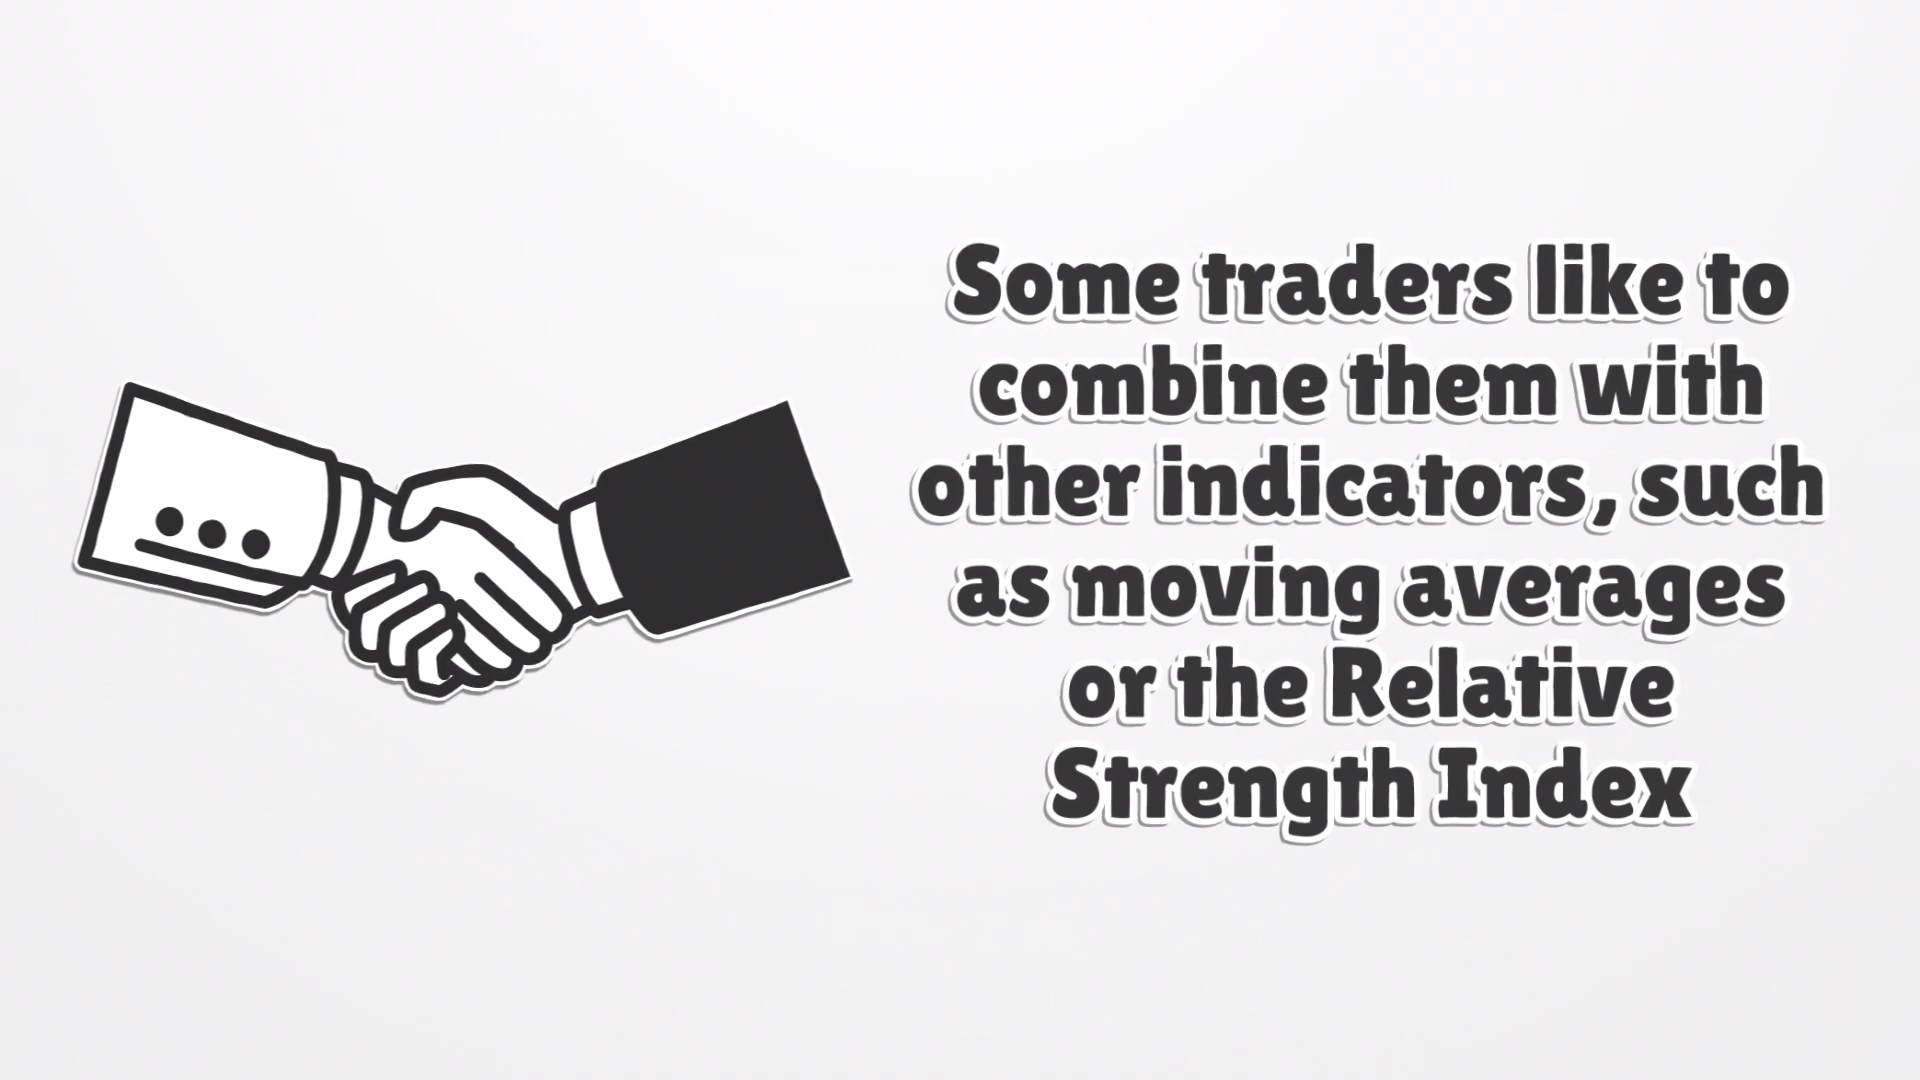 Some traders like to
combine them with
other indicators, such
as moving averages
or the Relative
Strength Index